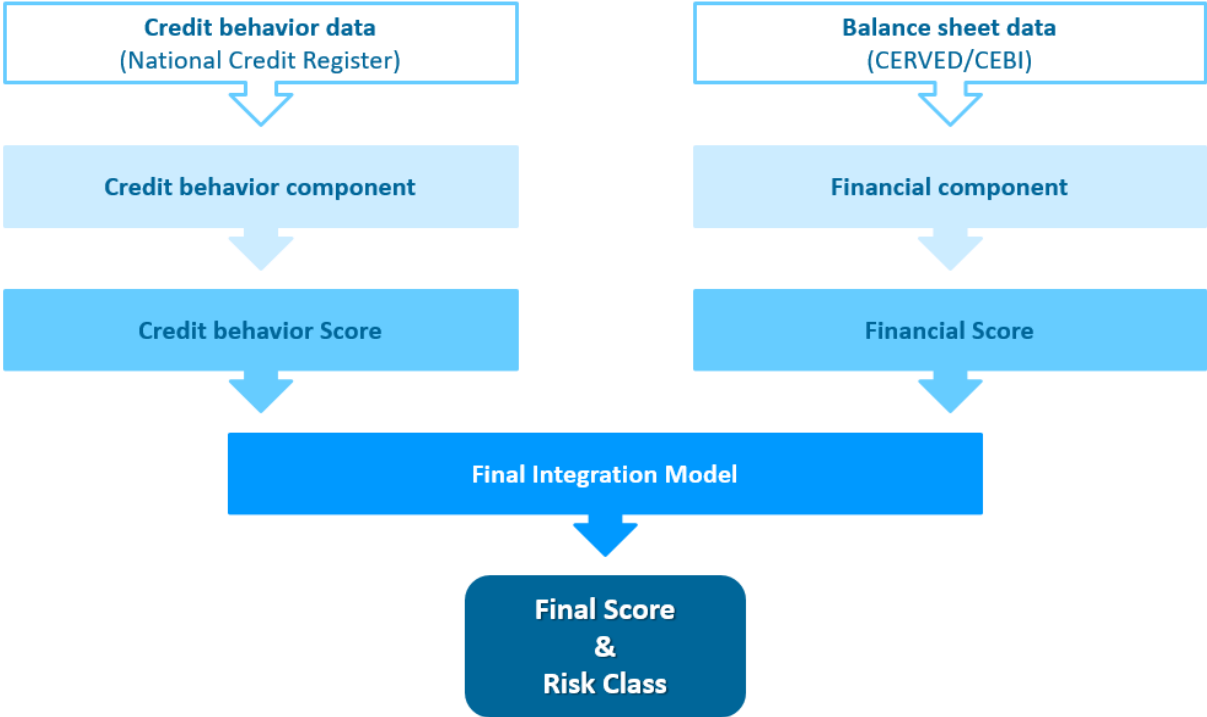 Credit behavior data
(National Credit Register)
Balance sheet data
(CERVED/CEBI)
Credit behavior component
Financial component
Credit behavior Score
Financial Score
Final Integration Model
Final Score
&
Risk Class